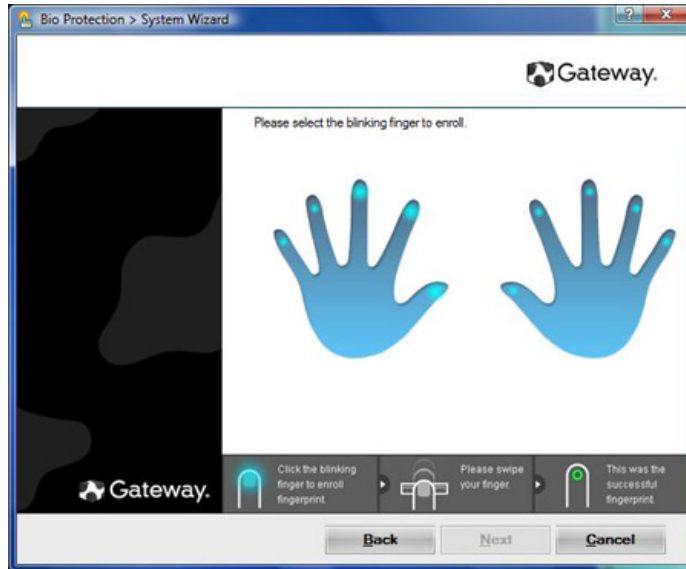 Bio Protection > System Wizard
Gateway.
Please select the blinking finger to enroll.
Click the blinking
finger to enroll
fingerprint.
Please swipe
your finger.
This was the
successful
fingerprint.
Gateway.
Back
Next
Cancel